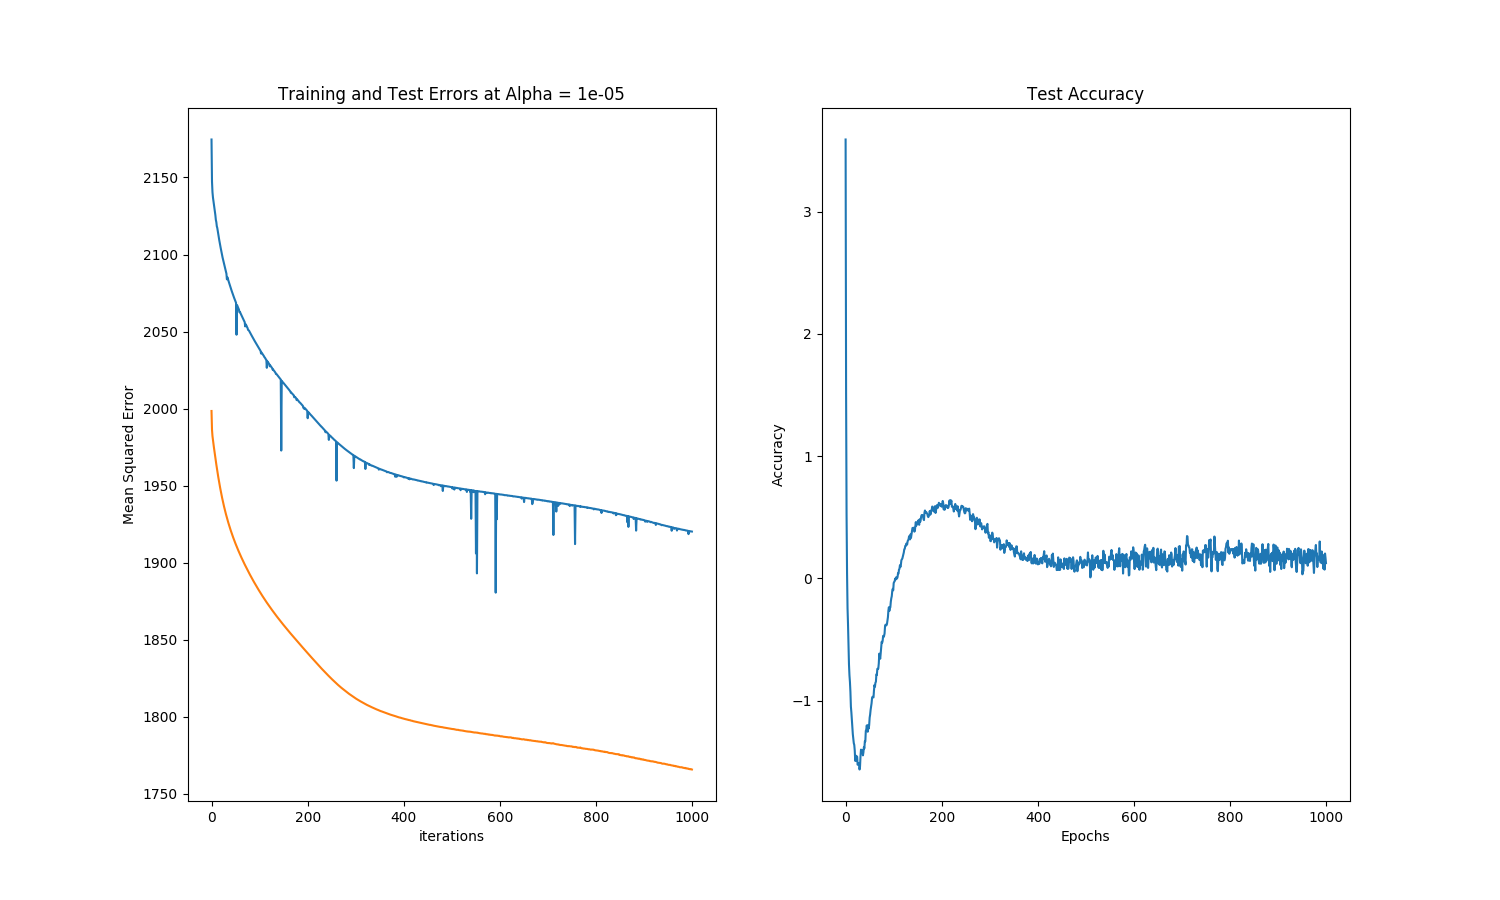 Training and Test Errors at Alpha = 1e-05
Mean Squared Error
2150
2100
2050
2000
1950
1900
1850
1800
1750
0 200 400 600 800 1000
iterations
Test Accuracy
Accuracy
3
2
1
0
−1
0 200 400 600 800 1000
Epochs